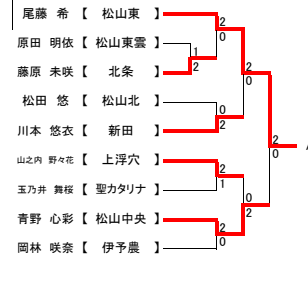 尾藤 希 【 松山東 】
原田 明依 【 松山東雲 】
藤原 未咲 【 北条 】
松田 悠 【 松山北 】
川本 悠衣 【 新田 】
山之内 野々花 【 上浮穴 】
玉乃井 舞桜 【 聖カタリナ 】
青野 心彩 【 松山中央 】
岡林 咲奈 【 伊予農 】
2
0
1
2
0
2
2
1
2
0
2
0
0
2
2
0